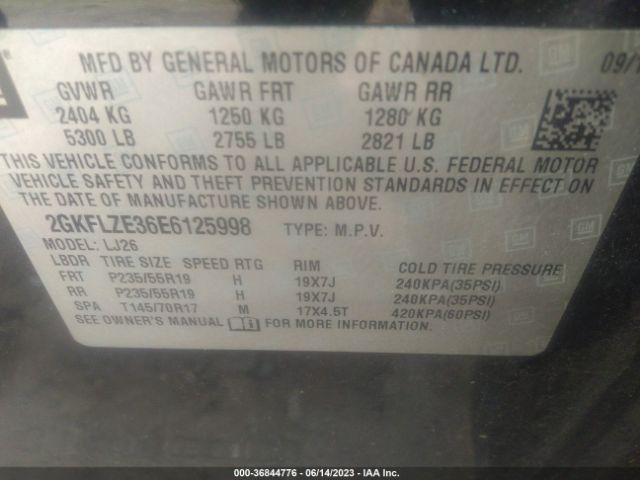 MFD BY GENERAL MOTORS OF CANADA LTD. 09/1
GVWR GAWR FRT GAWR RR
2404 KG 1250 KG 1280 KG
5300 LB 2755 LB 2821 LB
THIS VEHICLE CONFORMS TO ALL APPLICABLE U.S. FEDERAL MOTOR
VEHICLE SAFETY AND THEFT PREVENTION STANDARDS IN EFFECT ON
THE DATE OF MANUFACTURE SHOWN ABOVE.
2GKFLZE36E6125998 TYPE: M.P.V.
MODEL: LJ26
LBDR TIRE SIZE SPEED RTG RIM COLD TIRE PRESSURE
FRT P235/55R19 H 19X7J 240KPA(35PSI)
RR P235/55R19 H 19X7J 240KPA(35PSI)
SPA T145/70R17 M 17X4.5T 420KPA(60PSI)
SEE OWNER'S MANUAL FOR MORE INFORMATION.
000-36844776 - 06/14/2023 - IAA Inc.